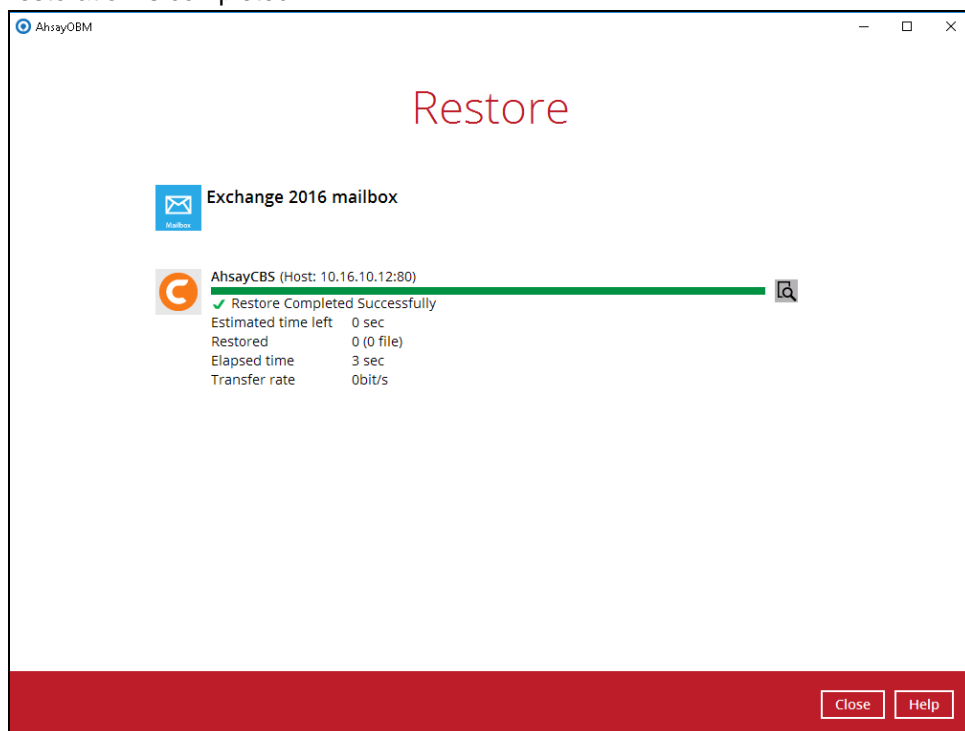 AhsayOBM
Restore
Exchange 2016 mailbox
Mailbox
AhsayCBS (Host: 10.16.10.12:80)
Restore Completed Successfully
Estimated time left 0 sec
Restored 0 (0 file)
Elapsed time 3 sec
Transfer rate 0bit/s
Close Help